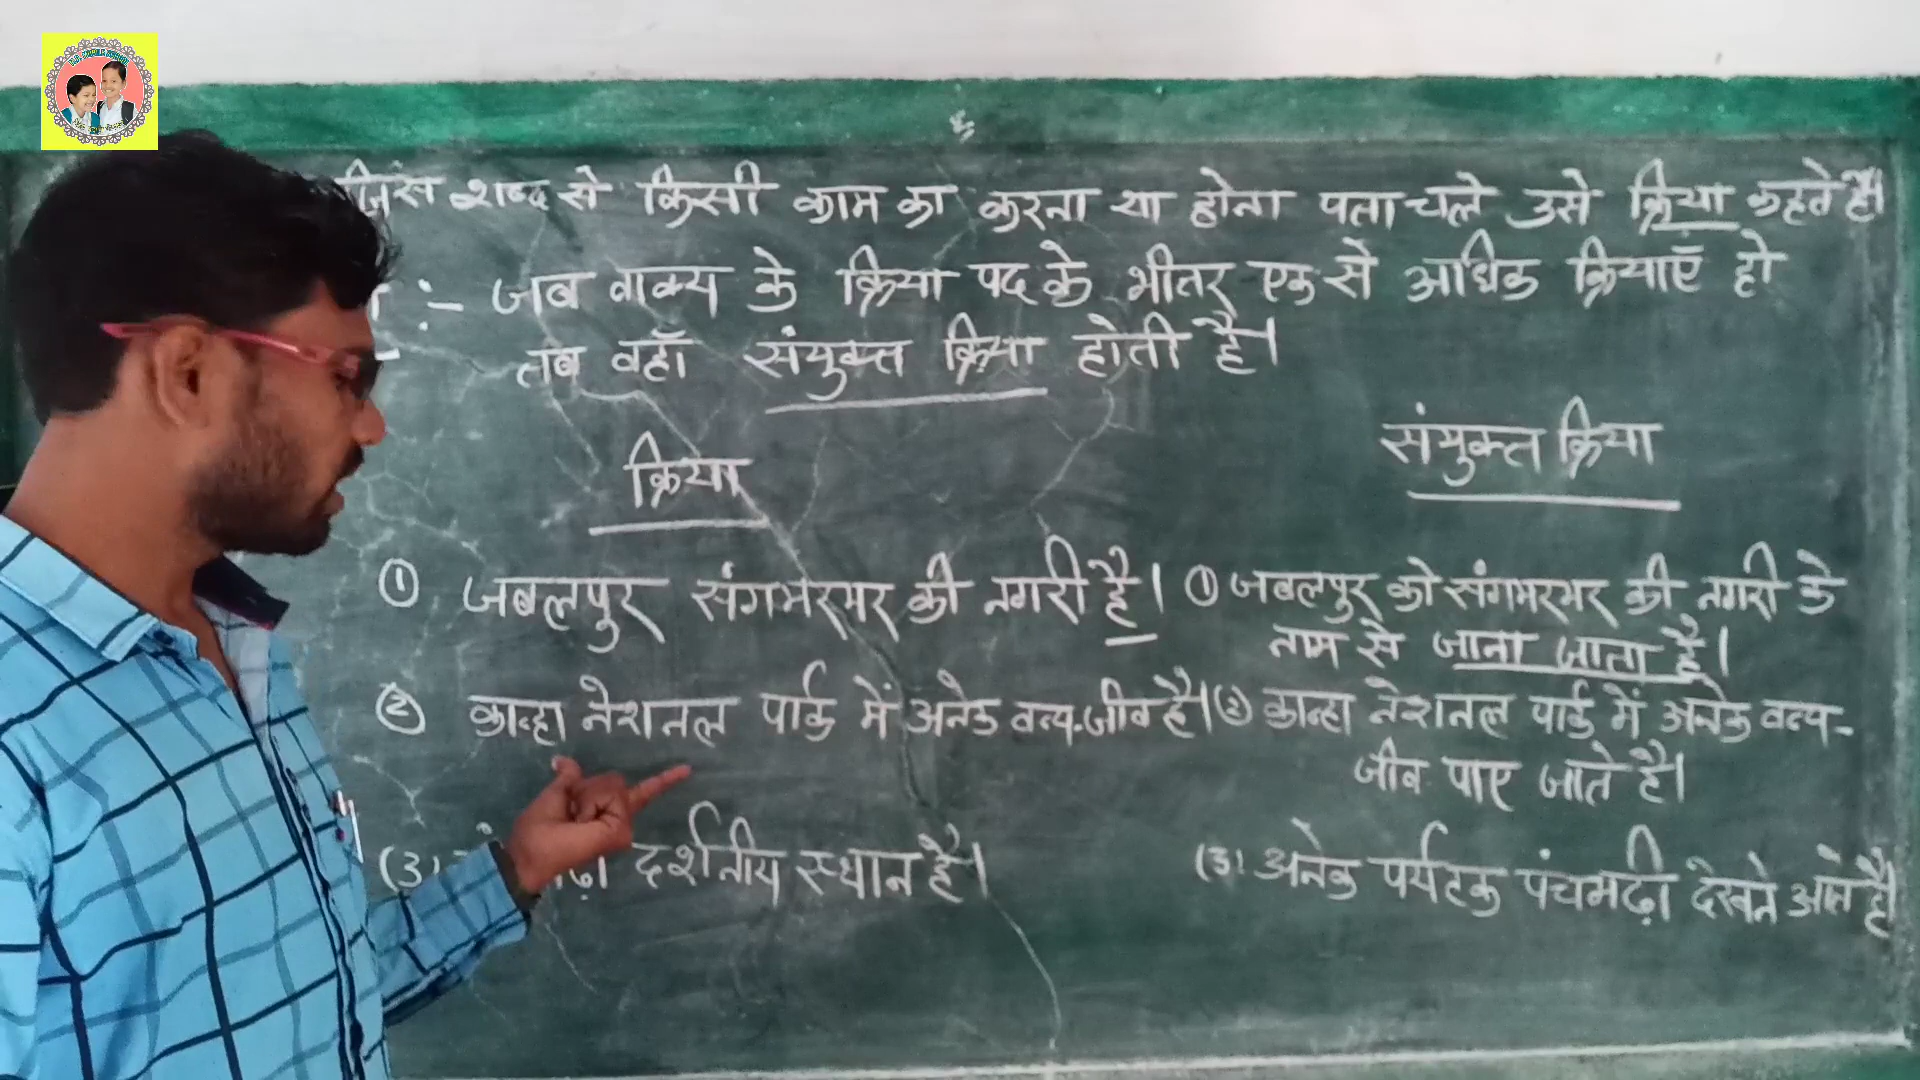 जिस शब्द से किसी काम का करना या होना पता चले उसे क्रिया कहते हैं।
:- जब वाक्य के क्रिया पद के भीतर एक से अधिक क्रियाएँ हो
तब वहाँ संयुक्त क्रिया होती है।
क्रिया
① जबलपुर संगमरमर की नगरी है।
② कान्हा नेशनल पार्क में अनेक वन्य-जीव है।
(3) दर्शनीय स्थान है।
संयुक्त क्रिया
① जबलपुर को संगमरमर की नगरी के
नाम से जाना जाता है।
② कान्हा नेशनल पार्क में अनेक वन्य-
जीव पाए जाते है।
(3) अनेक पर्यटक पंचमढ़ी देखने आते है।